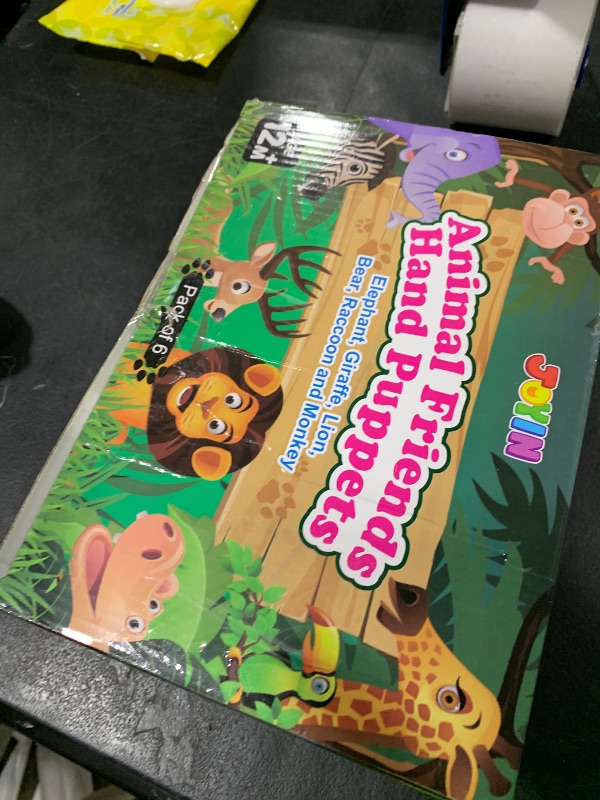 JOYIN
Animal Friends
Hand Puppets
Elephant, Giraffe, Lion,
Bear, Raccoon and Monkey
Pack of 6
12M+